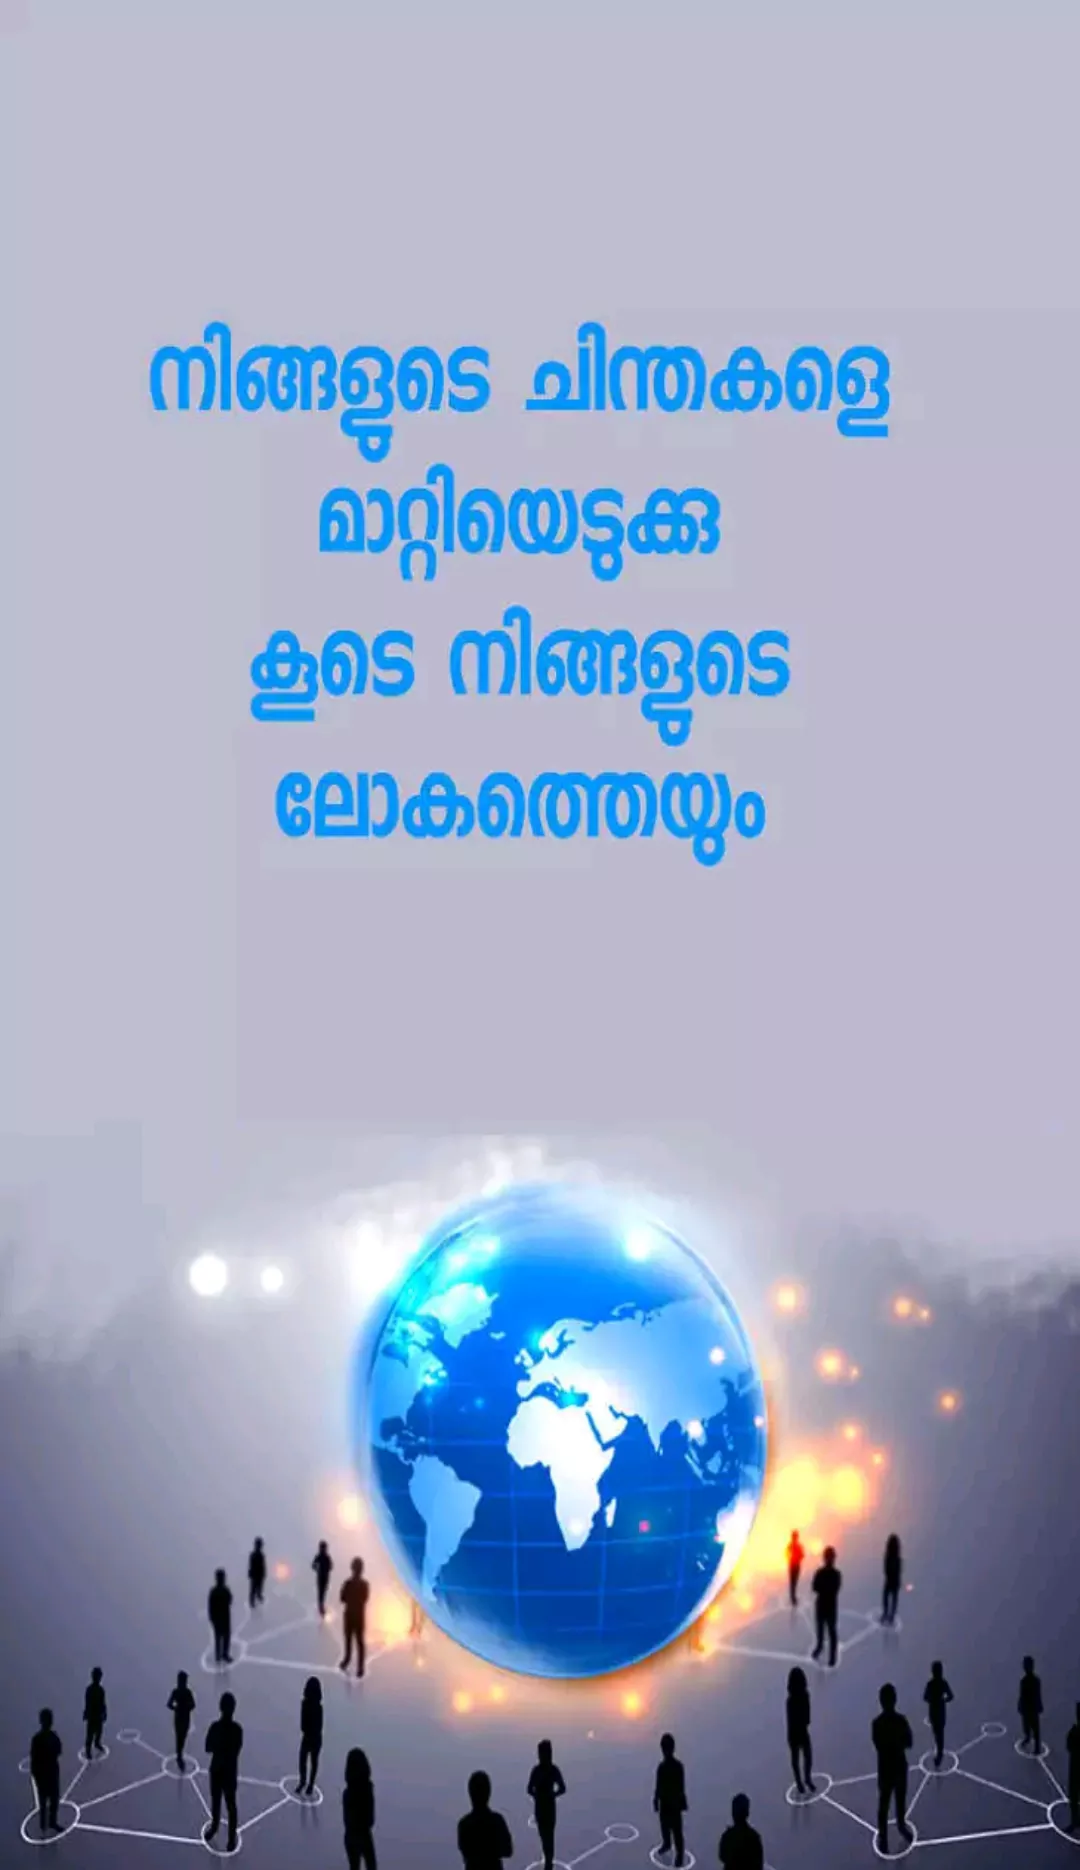 നിങ്ങളുടെ ചിന്തകളെ
മാറ്റിയെടുക്കു
കൂടെ നിങ്ങളുടെ
ലോകത്തെയും